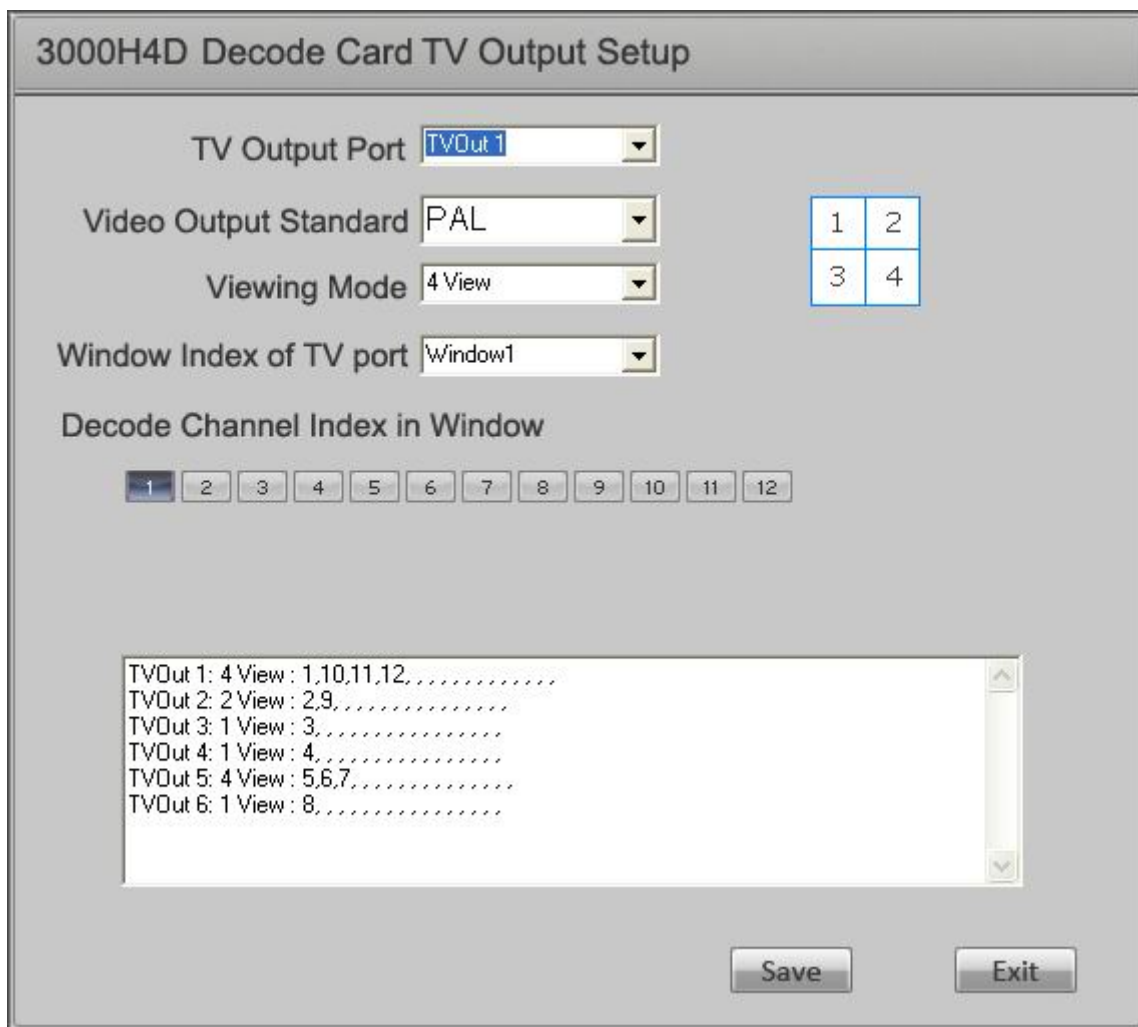 3000H4D Decode Card TV Output Setup
TV Output Port TVOut 1
Video Output Standard PAL
1 2
Viewing Mode 4 View
3 4
Window Index of TV port Window1
Decode Channel Index in Window
1 2 3 4 5 6 7 8 9 10 11 12
TVOut 1: 4 View : 1,10,11,12, , , , , , , , , , , , ,
TVOut 2: 2 View : 2,9, , , , , , , , , , , , , , ,
TVOut 3: 1 View : 3, , , , , , , , , , , , , , , ,
TVOut 4: 1 View : 4, , , , , , , , , , , , , , , ,
TVOut 5: 4 View : 5,6,7, , , , , , , , , , , , , ,
TVOut 6: 1 View : 8, , , , , , , , , , , , , , , ,
Save Exit